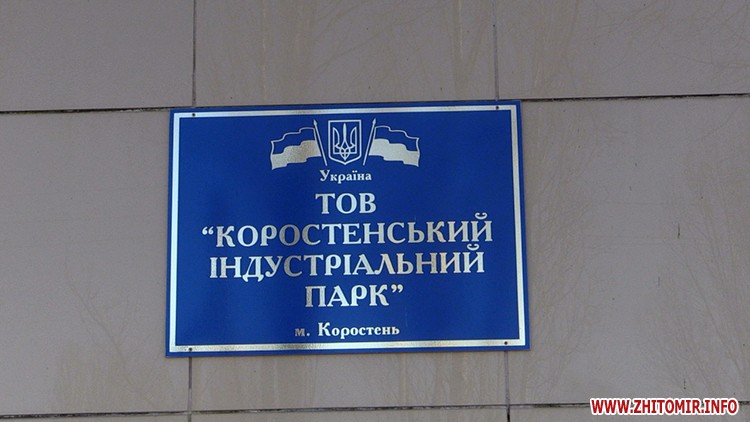 Україна
ТОВ
“КОРОСТЕНСЬКИЙ
ІНДУСТРІАЛЬНИЙ
ПАРК”
м. Коростень
WWW.ZHITOMIR.INFO